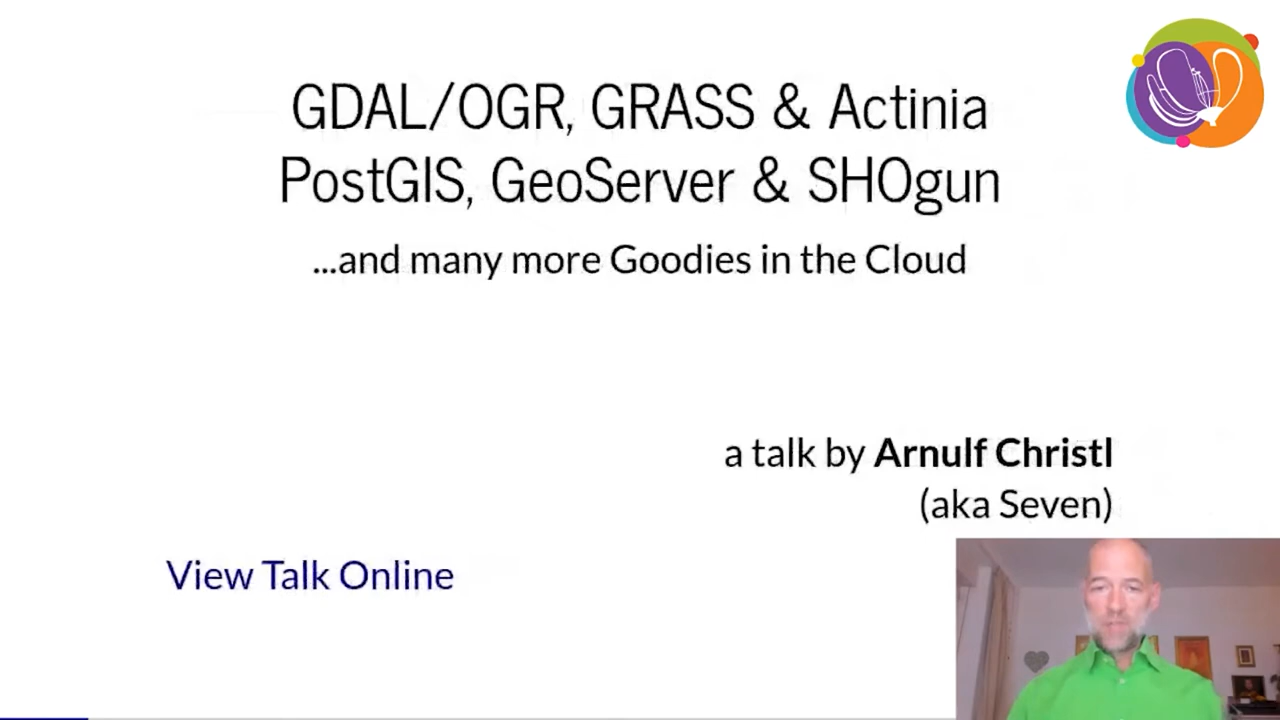 GDAL/OGR, GRASS & Actinia
PostGIS, GeoServer & SHOgun
...and many more Goodies in the Cloud
a talk by Arnulf Christl
(aka Seven)
View Talk Online